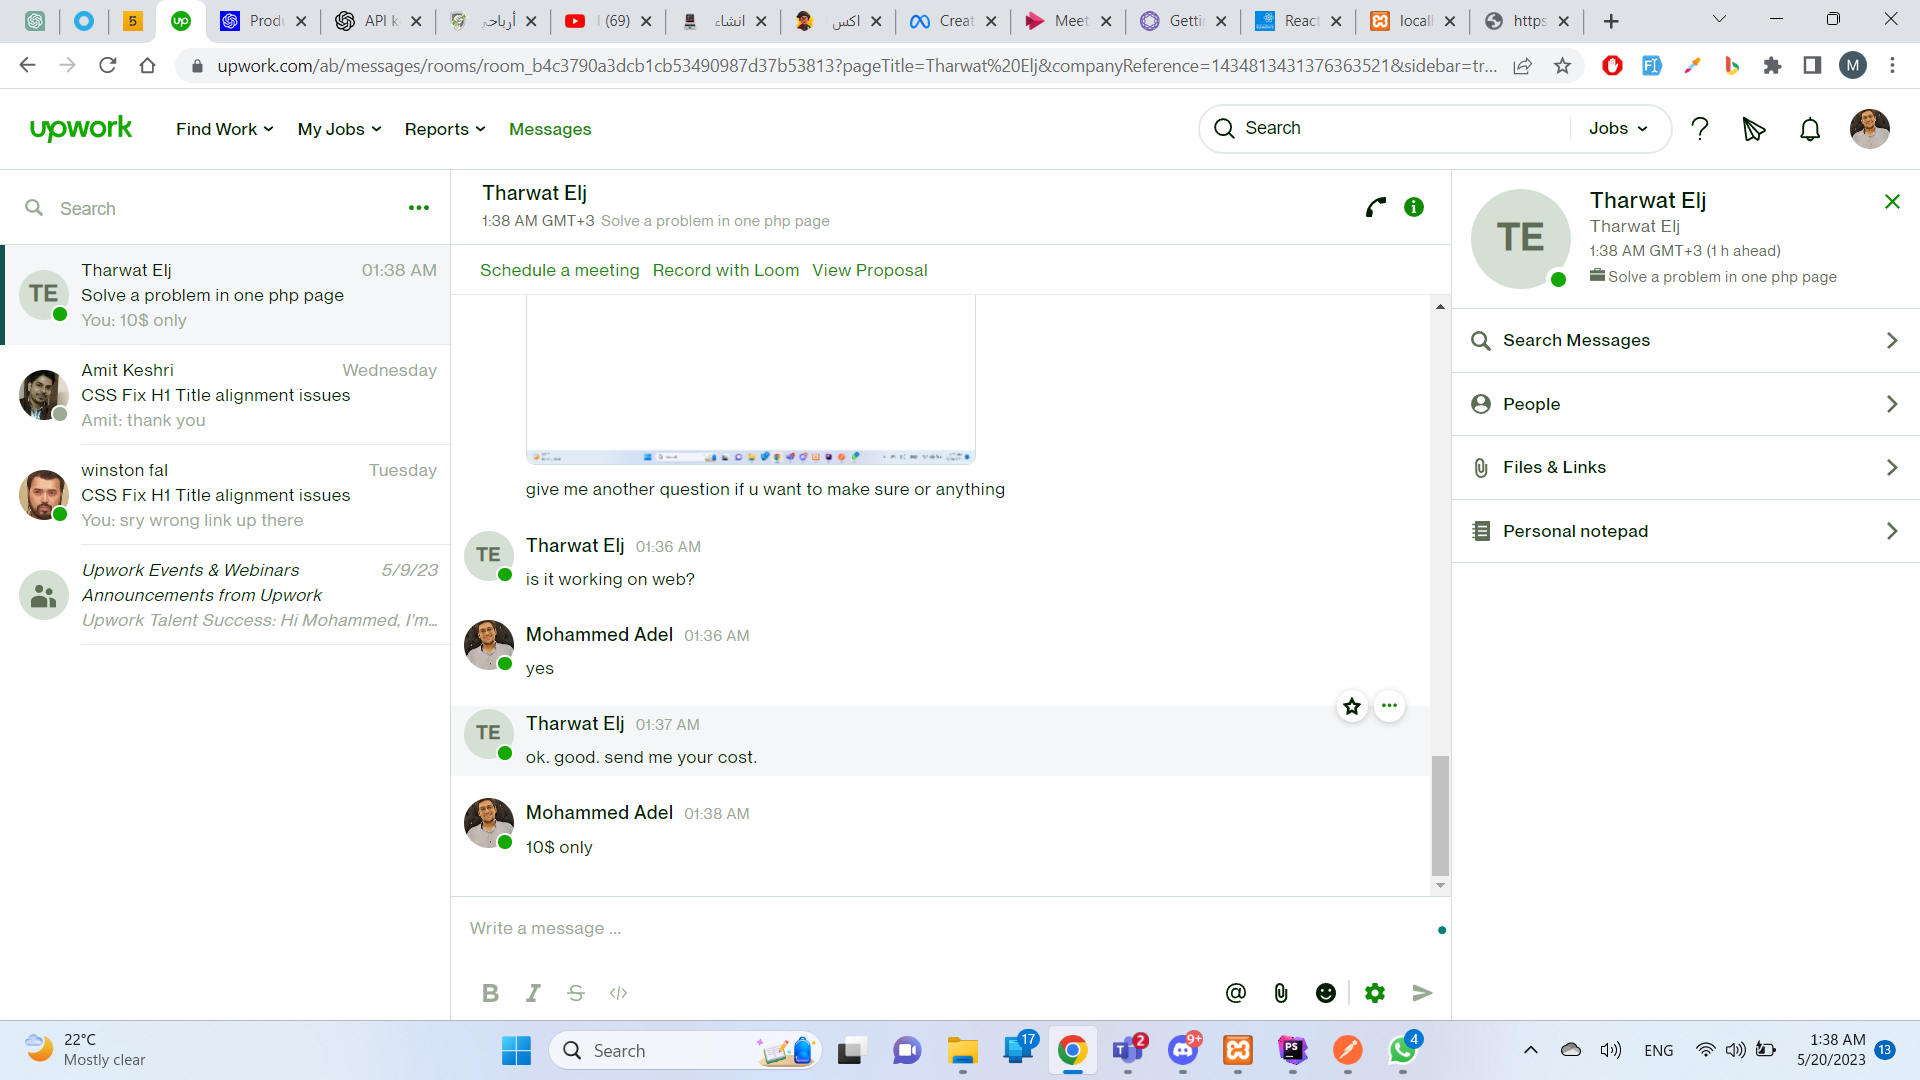 Produ
API k
أرباحي
(69) ا
انشاء
اكس
Creat
Meet
Gettin
React
locall
https
upwork.com/ab/messages/rooms/room_b4c3790a3dcb1cb53490987d37b53813?pageTitle=Tharwat%20Elj&companyReference=1434813431376363521&sidebar=tr...
M
upwork
Find Work
My Jobs
Reports
Messages
Search
Jobs
Search
Tharwat Elj
1:38 AM GMT+3 Solve a problem in one php page
Schedule a meeting Record with Loom View Proposal
TE
Tharwat Elj 01:38 AM
Solve a problem in one php page
You: 10$ only
Amit Keshri Wednesday
CSS Fix H1 Title alignment issues
Amit: thank you
winston fal Tuesday
CSS Fix H1 Title alignment issues
You: sry wrong link up there
Upwork Events & Webinars 5/9/23
Announcements from Upwork
Upwork Talent Success: Hi Mohammed, I'm...
give me another question if u want to make sure or anything
TE
Tharwat Elj 01:36 AM
is it working on web?
Mohammed Adel 01:36 AM
yes
TE
Tharwat Elj 01:37 AM
ok. good. send me your cost.
Mohammed Adel 01:38 AM
10$ only
Write a message ...
TE
Tharwat Elj
Tharwat Elj
1:38 AM GMT+3 (1 h ahead)
Solve a problem in one php page
Search Messages
People
Files & Links
Personal notepad
22°C
Mostly clear
Search
17
2
9+
PS
4
ENG
1:38 AM
5/20/2023
13